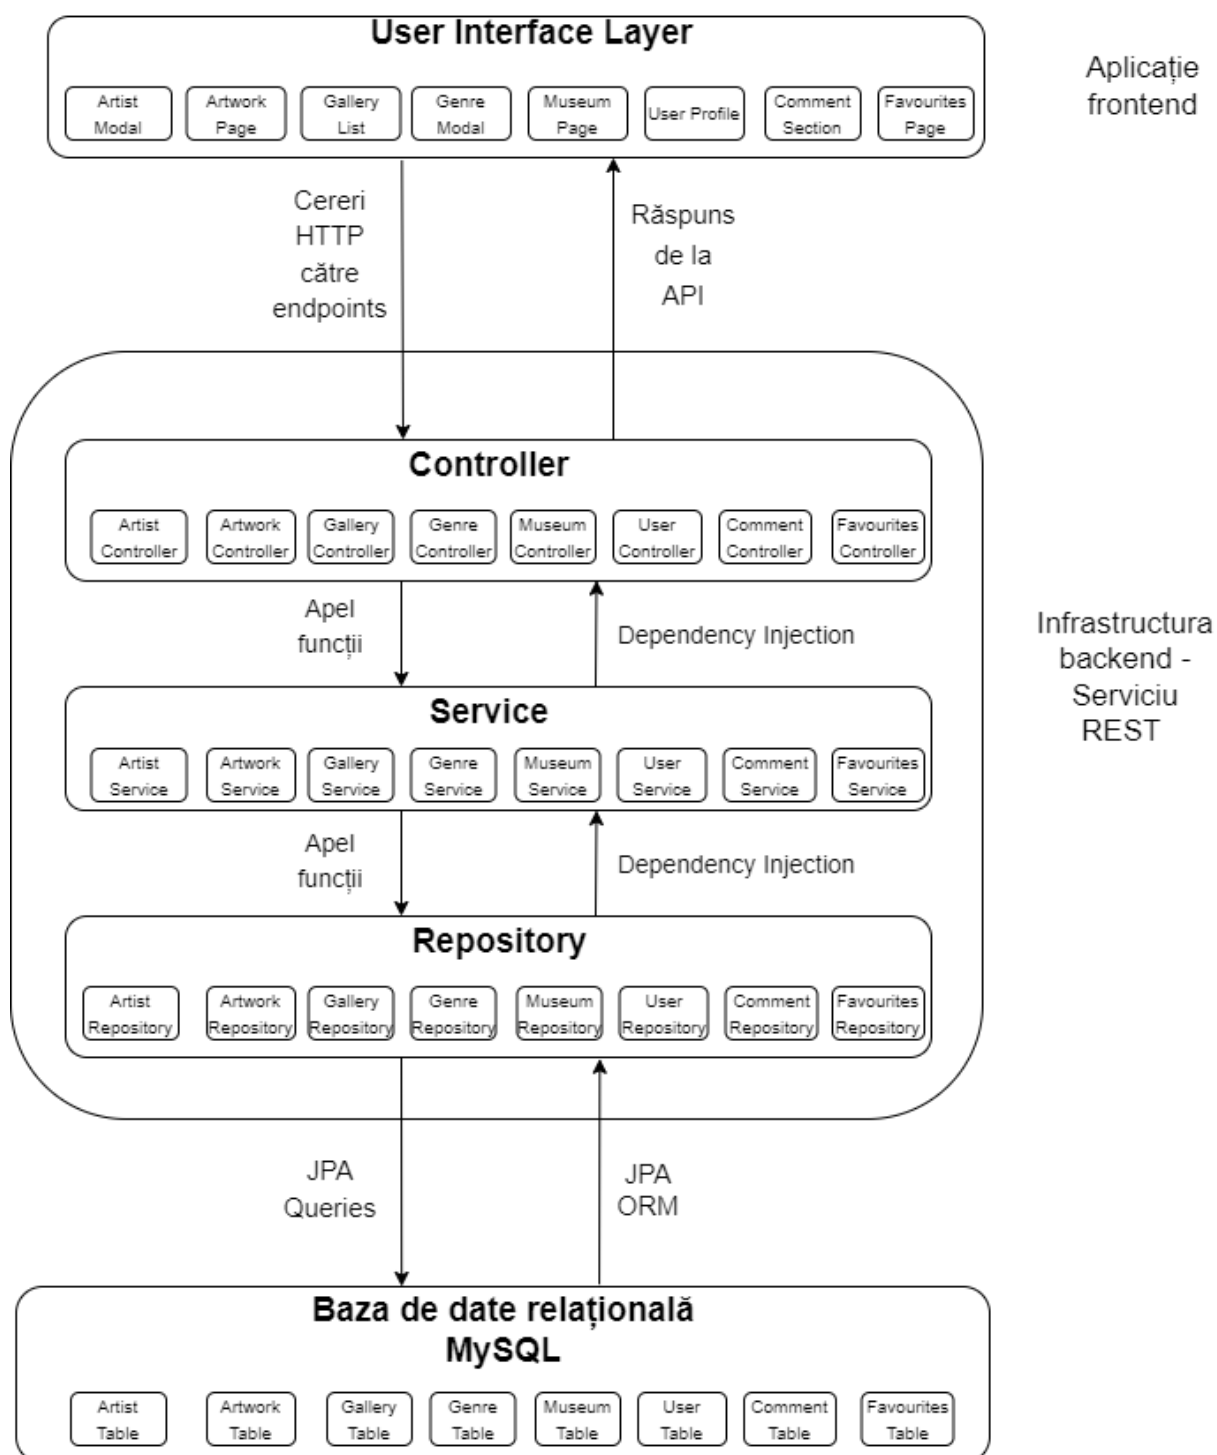 User Interface Layer
Artist
Modal
Artwork
Page
Gallery
List
Genre
Modal
Museum
Page
User Profile
Comment
Section
Favourites
Page
Aplicație
frontend
Cereri
HTTP
către
endpoints
Răspuns
de la
API
Controller
Artist
Controller
Artwork
Controller
Gallery
Controller
Genre
Controller
Museum
Controller
User
Controller
Comment
Controller
Favourites
Controller
Apel
funcții
Dependency Injection
Infrastructura
backend -
Serviciu
REST
Service
Artist
Service
Artwork
Service
Gallery
Service
Genre
Service
Museum
Service
User
Service
Comment
Service
Favourites
Service
Apel
funcții
Dependency Injection
Repository
Artist
Repository
Artwork
Repository
Gallery
Repository
Genre
Repository
Museum
Repository
User
Repository
Comment
Repository
Favourites
Repository
JPA
Queries
JPA
ORM
Baza de date relațională
MySQL
Artist
Table
Artwork
Table
Gallery
Table
Genre
Table
Museum
Table
User
Table
Comment
Table
Favourites
Table